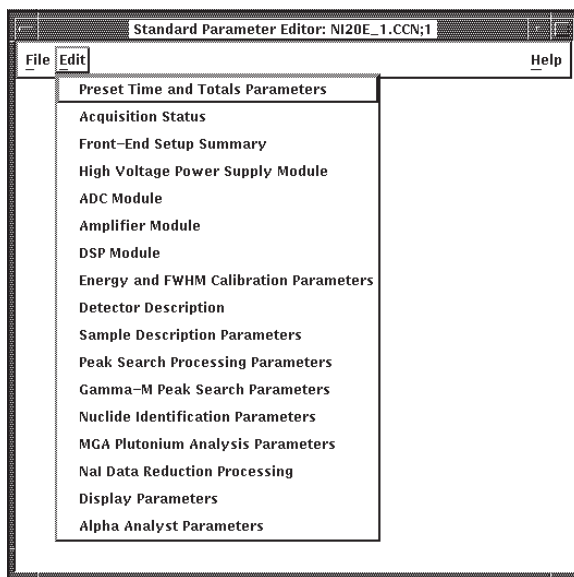 Standard Parameter Editor: NI20E_1.CCN;1
File Edit Help
Preset Time and Totals Parameters
Acquisition Status
Front-End Setup Summary
High Voltage Power Supply Module
ADC Module
Amplifier Module
DSP Module
Energy and FWHM Calibration Parameters
Detector Description
Sample Description Parameters
Peak Search Processing Parameters
Gamma-M Peak Search Parameters
Nuclide Identification Parameters
MGA Plutonium Analysis Parameters
NaI Data Reduction Processing
Display Parameters
Alpha Analyst Parameters